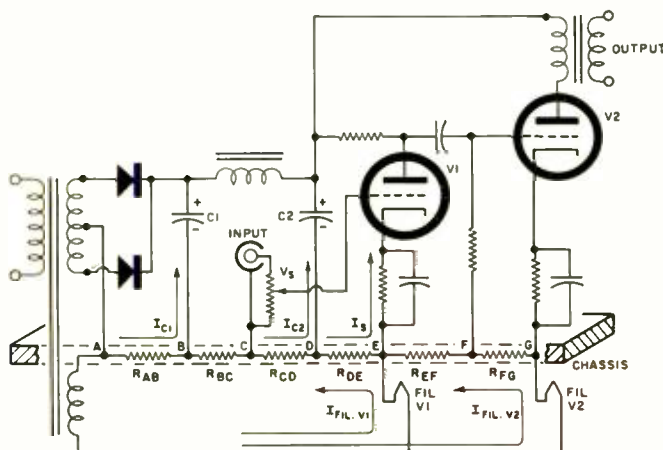 OUTPUT
V2
V1
+
C1
-
INPUT
C2
+
-
VS
IC1
IC2
IS
A
B
C
D
E
F
G
CHASSIS
RAB
RBC
RCD
RDE
REF
RFG
IFIL. V1
FIL
V1
IFIL. V2
FIL
V2